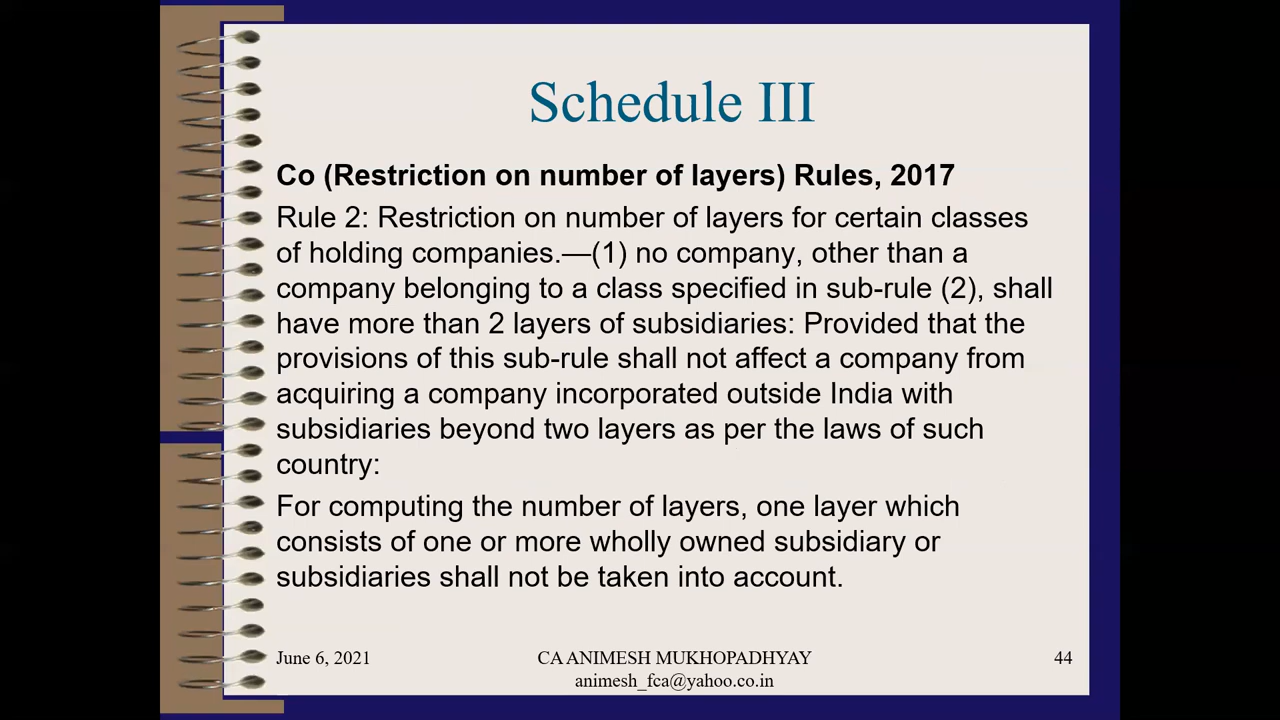 Schedule III
Co (Restriction on number of layers) Rules, 2017
Rule 2: Restriction on number of layers for certain classes
of holding companies.—(1) no company, other than a
company belonging to a class specified in sub-rule (2), shall
have more than 2 layers of subsidiaries: Provided that the
provisions of this sub-rule shall not affect a company from
acquiring a company incorporated outside India with
subsidiaries beyond two layers as per the laws of such
country:
For computing the number of layers, one layer which
consists of one or more wholly owned subsidiary or
subsidiaries shall not be taken into account.
June 6, 2021
CA ANIMESH MUKHOPADHYAY
animesh_fca@yahoo.co.in
44